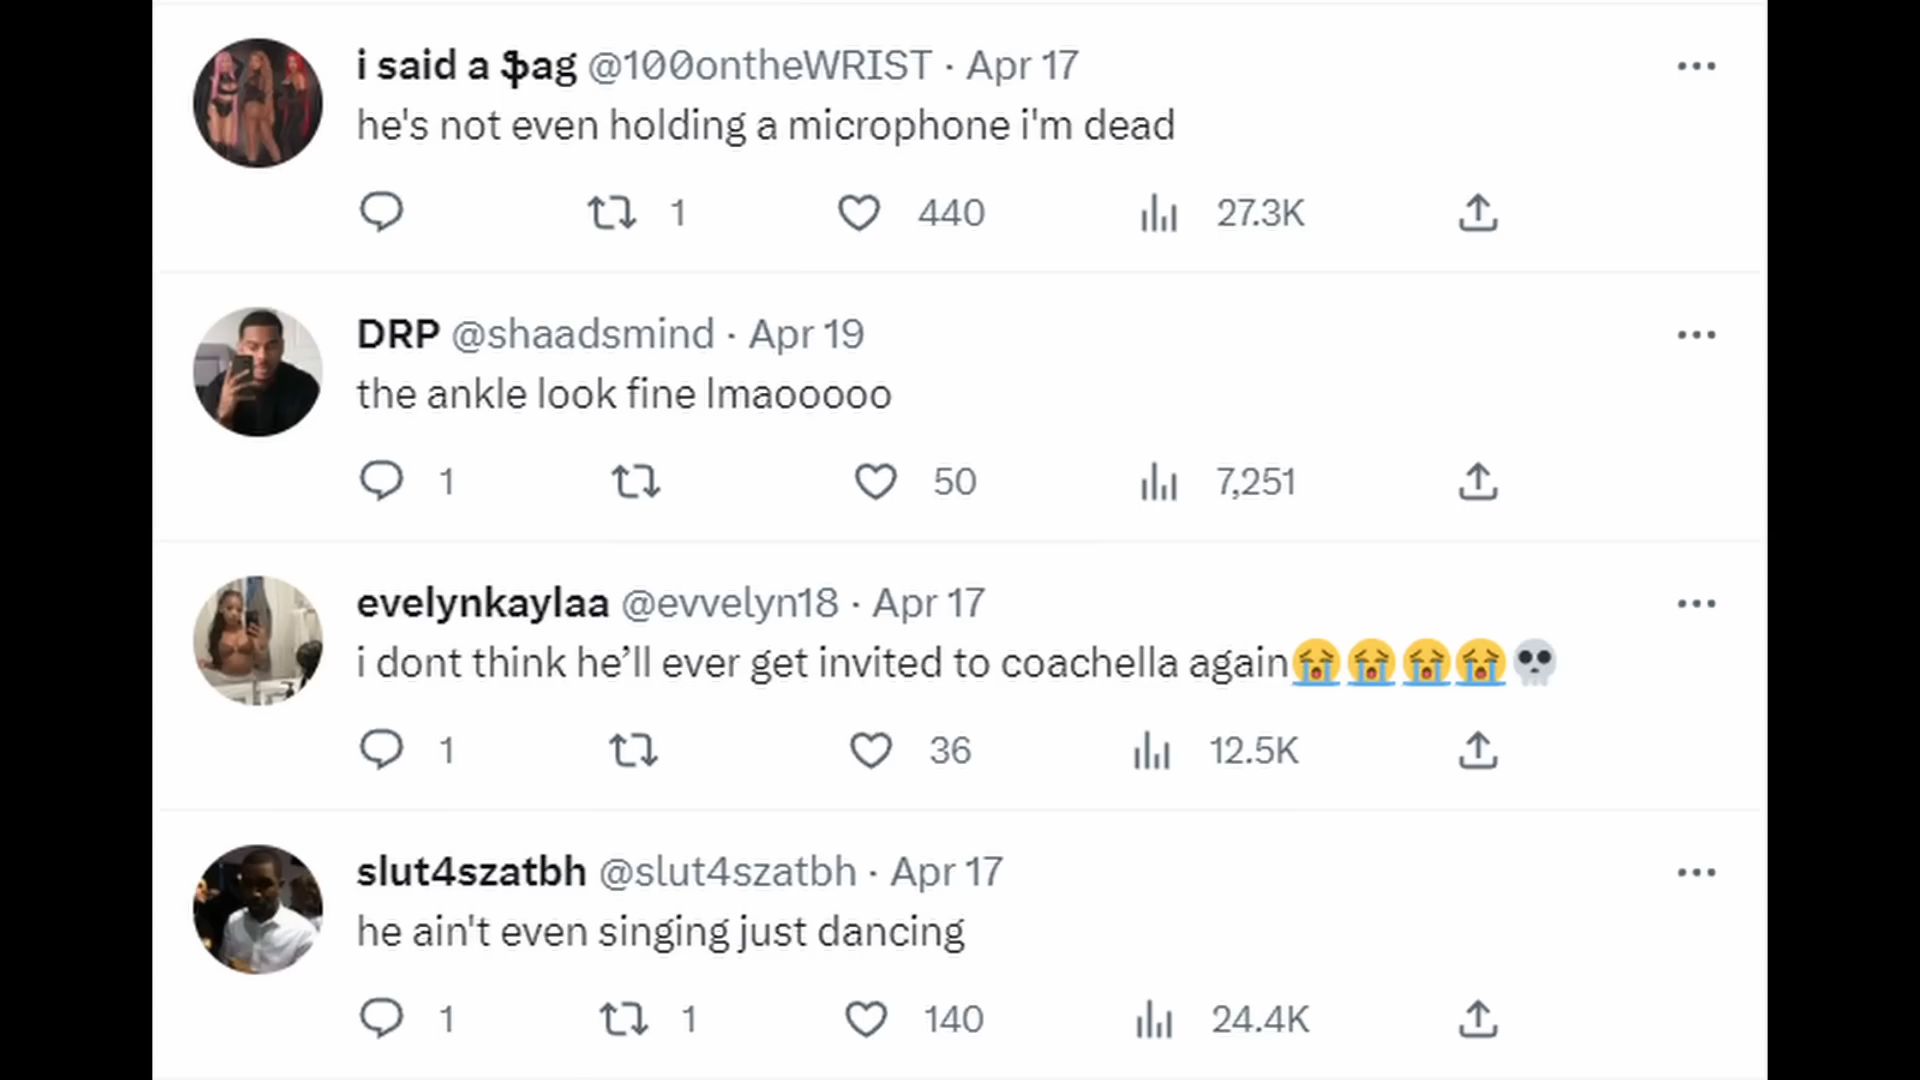 i said a $ag @100ontheWRIST · Apr 17
he's not even holding a microphone i'm dead
1 440 27.3K
DRP @shaadsmind · Apr 19
the ankle look fine lmaooooo
1 50 7,251
evelynkaylaa @evvelyn18 · Apr 17
i dont think he’ll ever get invited to coachella again😭😭😭😭💀
1 36 12.5K
slut4szatbh @slut4szatbh · Apr 17
he ain't even singing just dancing
1 1 140 24.4K